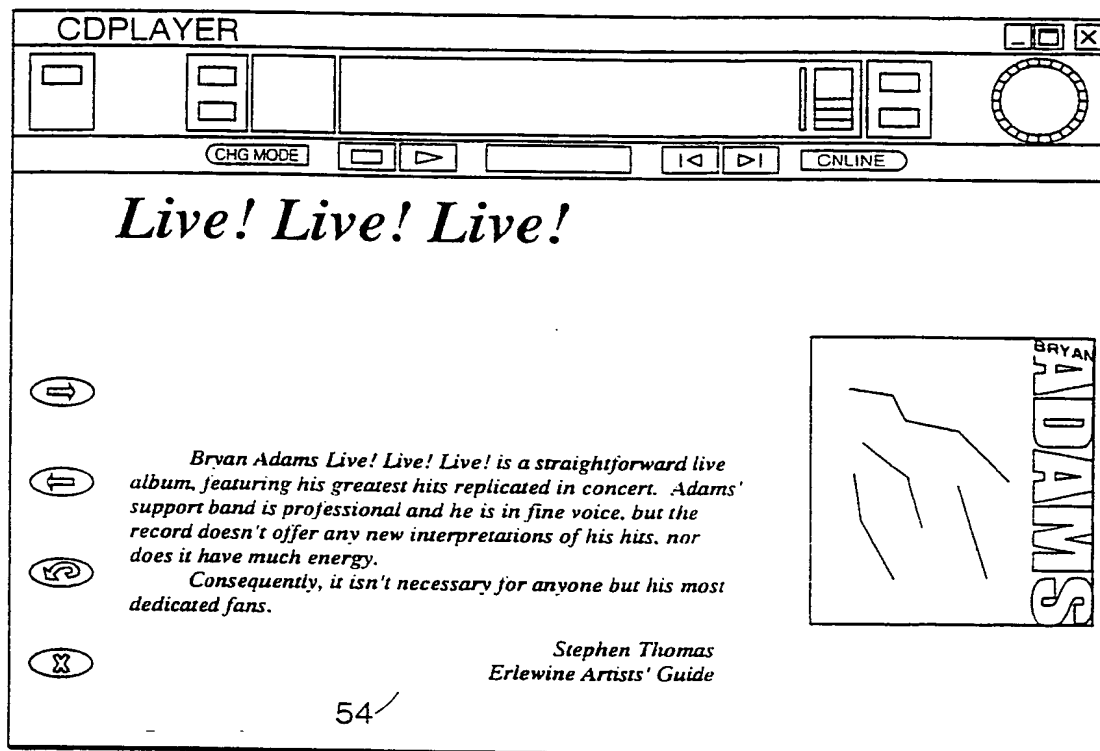 CDPLAYER
CHG MODE
CNLINE
Live! Live! Live!
BRYAN
ADAMS
Bryan Adams Live! Live! Live! is a straightforward live
album, featuring his greatest hits replicated in concert. Adams'
support band is professional and he is in fine voice, but the
record doesn't offer any new interpretations of his hits, nor
does it have much energy.
Consequently, it isn't necessary for anyone but his most
dedicated fans.
Stephen Thomas
Erlewine Artists' Guide
54